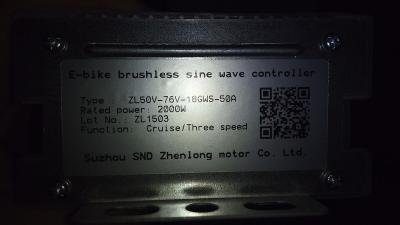 E-bike brushless sine wave controller
Type ZL50V-76V-18GWS-50A
Rated power: 2000W
Lot No.: ZL1503
Function: Cruise/Three speed
Suzhou SND Zhenlong motor Co. Ltd.